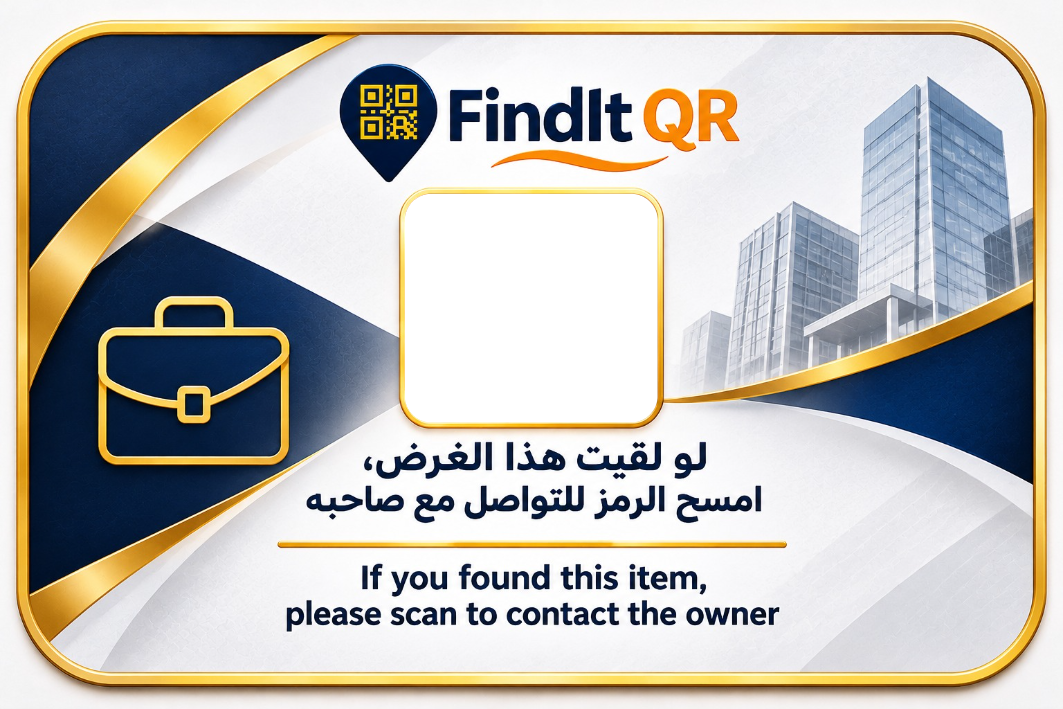 FindIt QR
لو لقيت هذا الغرض،
امسح الرمز للتواصل مع صاحبه
If you found this item,
please scan to contact the owner